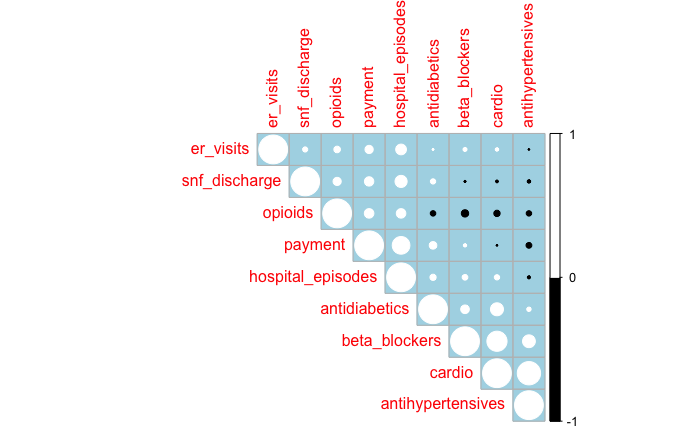 er_visits
snf_discharge
opioids
payment
hospital_episodes
antidiabetics
beta_blockers
cardio
antihypertensives
1
er_visits
snf_discharge
opioids
payment
0
hospital_episodes
antidiabetics
beta_blockers
cardio
antihypertensives
-1